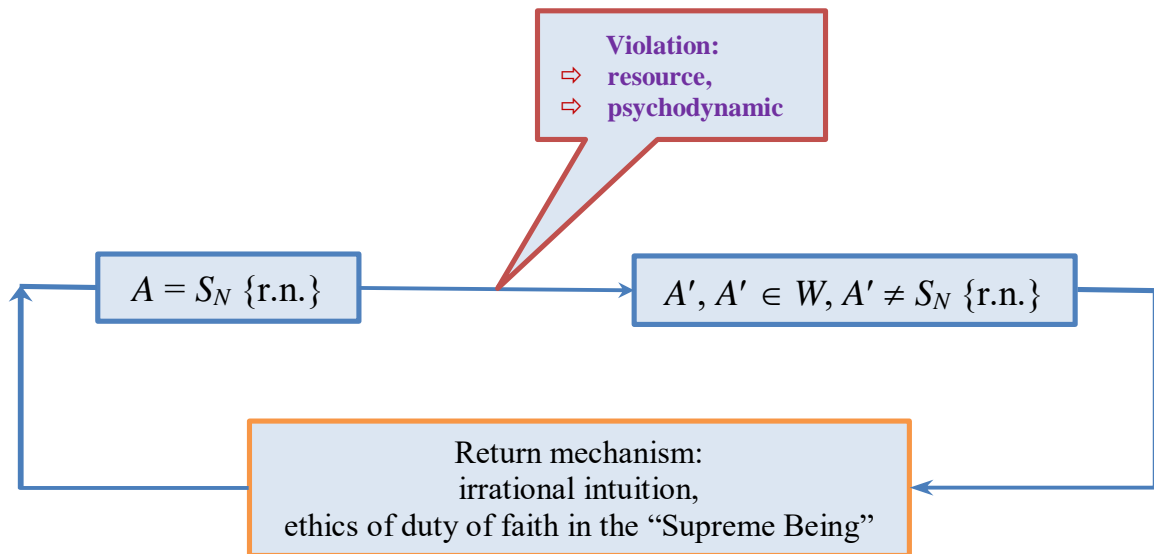 Violation:
⇨ resource,
⇨ psychodynamic
A = S_N {r.n.}
A′, A′ ∈ W, A′ ≠ S_N {r.n.}
Return mechanism:
irrational intuition,
ethics of duty of faith in the “Supreme Being”